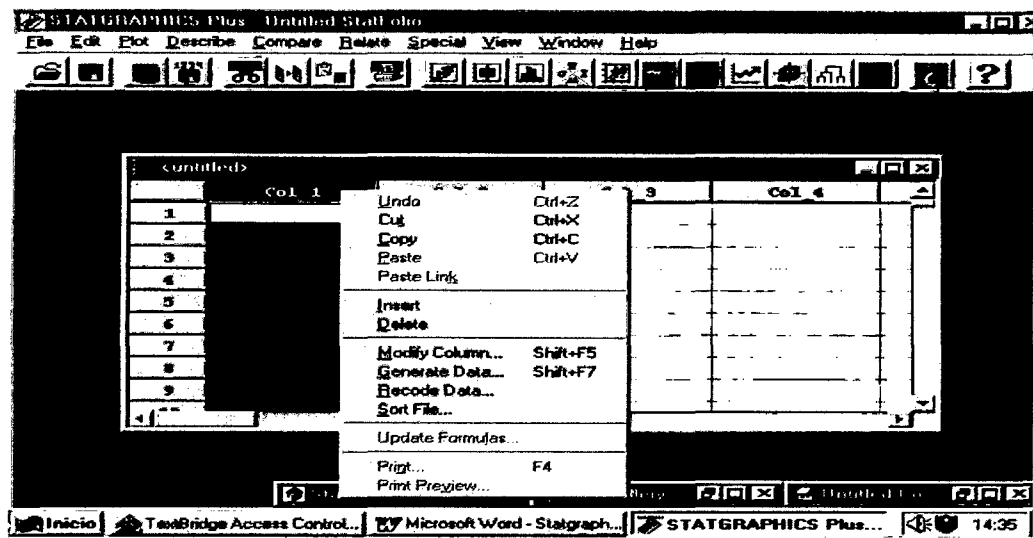 STATGRAPHICS Plus - Untitled StatFolio
File Edit Plot Describe Compare Relate Special View Window Help
<untitled>
Col_1 3 Col_4
1
2
3
4
5
6
7
8
9
Undo Ctrl+Z
Cut Ctrl+X
Copy Ctrl+C
Paste Ctrl+V
Paste Link
Insert
Delete
Modify Column... Shift+F5
Generate Data... Shift+F7
Recode Data...
Sort File...
Update Formulas...
Print... F4
Print Preview...
Inicio TextBridge Access Control... Microsoft Word - Statgraph... STATGRAPHICS Plus... 14:35